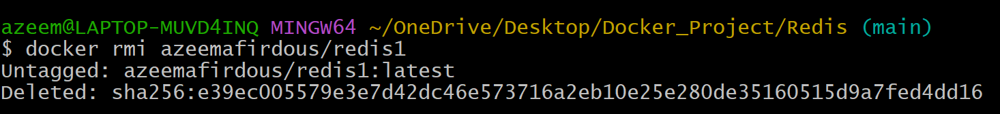 azeem@LAPTOP-MUVD4INQ MINGW64 ~/OneDrive/Desktop/Docker_Project/Redis (main)
$ docker rmi azeemafirdous/redis1
Untagged: azeemafirdous/redis1:latest
Deleted: sha256:e39ec005579e3e7d42dc46e573716a2eb10e25e280de35160515d9a7fed4dd16